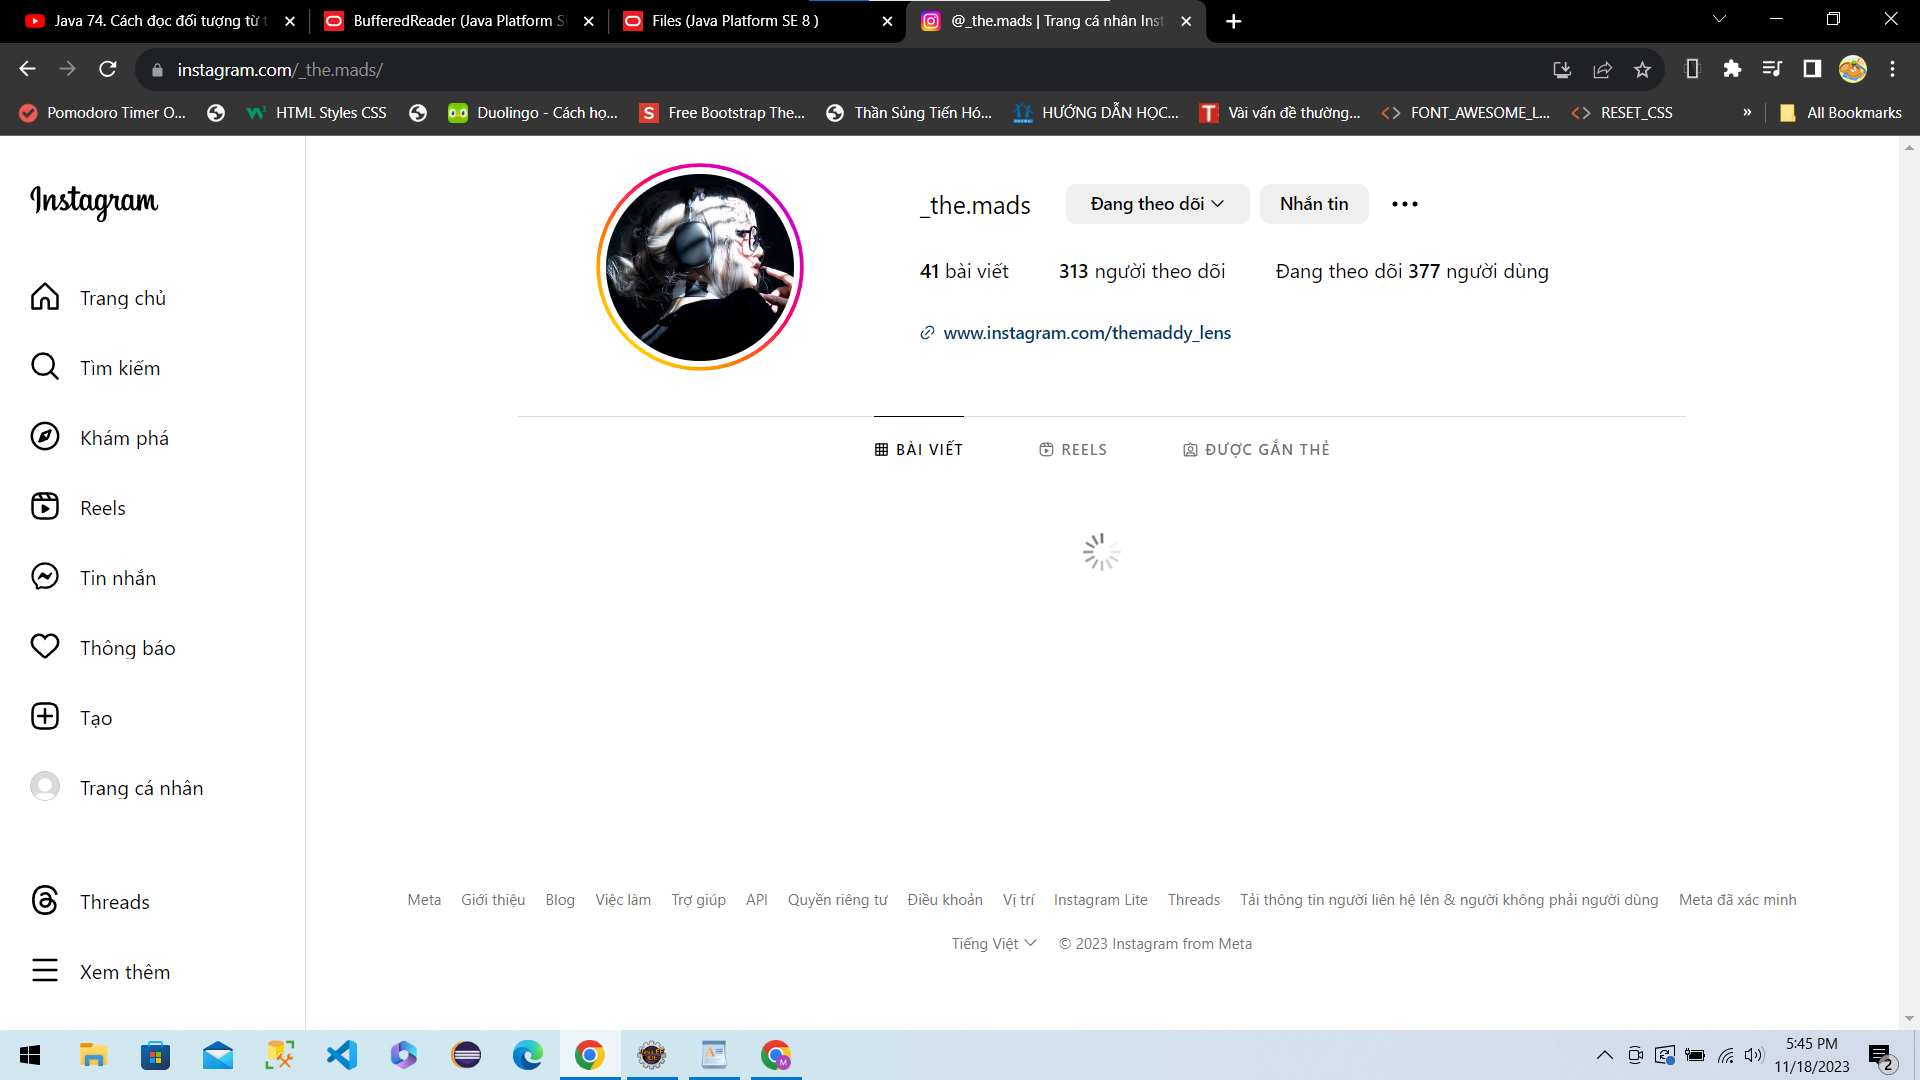 Java 74. Cách đọc đối tượng từ t
BufferedReader (Java Platform S
Files (Java Platform SE 8 )
@_the.mads | Trang cá nhân Inst
instagram.com/_the.mads/
Pomodoro Timer O...
HTML Styles CSS
Duolingo - Cách họ...
Free Bootstrap The...
Thần Sủng Tiến Hó...
HƯỚNG DẪN HỌC...
Vài vấn đề thường...
FONT_AWESOME_L...
RESET_CSS
»
All Bookmarks
Instagram
_the.mads
Đang theo dõi
Nhắn tin
41 bài viết
313 người theo dõi
Đang theo dõi 377 người dùng
www.instagram.com/themaddy_lens
Trang chủ
Tìm kiếm
Khám phá
Reels
Tin nhắn
Thông báo
Tạo
Trang cá nhân
Threads
Xem thêm
BÀI VIẾT
REELS
ĐƯỢC GẮN THẺ
Meta Giới thiệu Blog Việc làm Trợ giúp API Quyền riêng tư Điều khoản Vị trí Instagram Lite Threads Tải thông tin người liên hệ lên & người không phải người dùng Meta đã xác minh
Tiếng Việt © 2023 Instagram from Meta
5:45 PM
11/18/2023
2